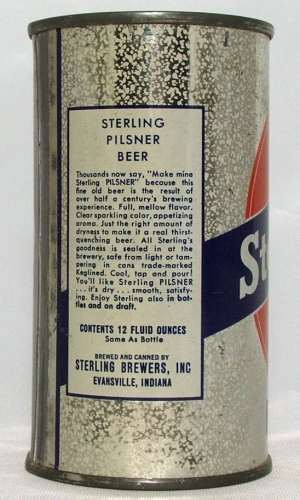 STERLING
PILSNER
BEER
Thousands now say, "Make mine
Sterling PILSNER" because this
fine old beer is the result of
over half a century's brewing
experience. Full, mellow flavor.
Clear sparkling color, appetizing
aroma. Just the right amount of
dryness to make it a real thirst-
quenching beer. All Sterling's
goodness is sealed in at the
brewery, safe from light or tam-
pering in cans trade-marked
Keglined. Cool, tap and pour!
You'll like Sterling PILSNER
...it's dry...smooth, satisfy-
ing. Enjoy Sterling also in bot-
tles and on draft.
CONTENTS 12 FLUID OUNCES
Same As Bottle
BREWED AND CANNED BY
STERLING BREWERS, INC
EVANSVILLE, INDIANA
St